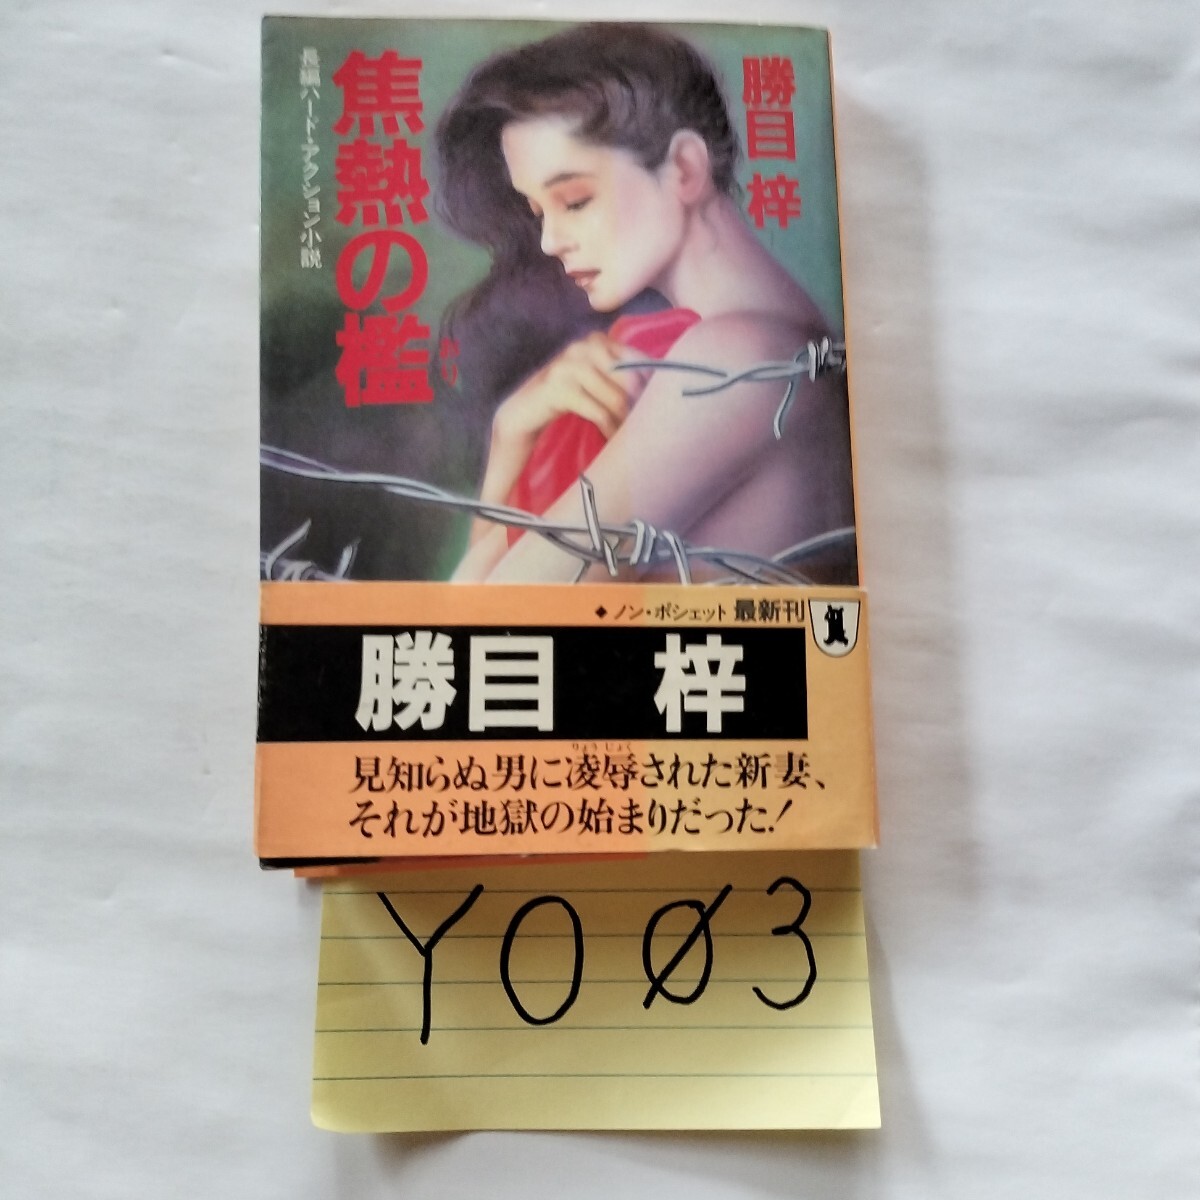 勝目 梓
焦熱の檻
おり
長編ハード・アクション小説
◆ノン・ポシェット 最新刊
勝目 梓
りょうじょく
見知らぬ男に凌辱された新妻、
それが地獄の始まりだった!
YO03